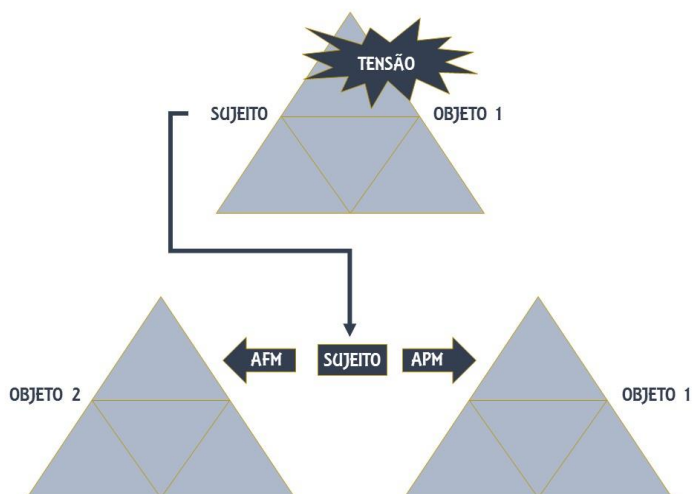 TENSÃO
SUJEITO
OBJETO 1
AFM
SUJEITO
APM
OBJETO 2
OBJETO 1